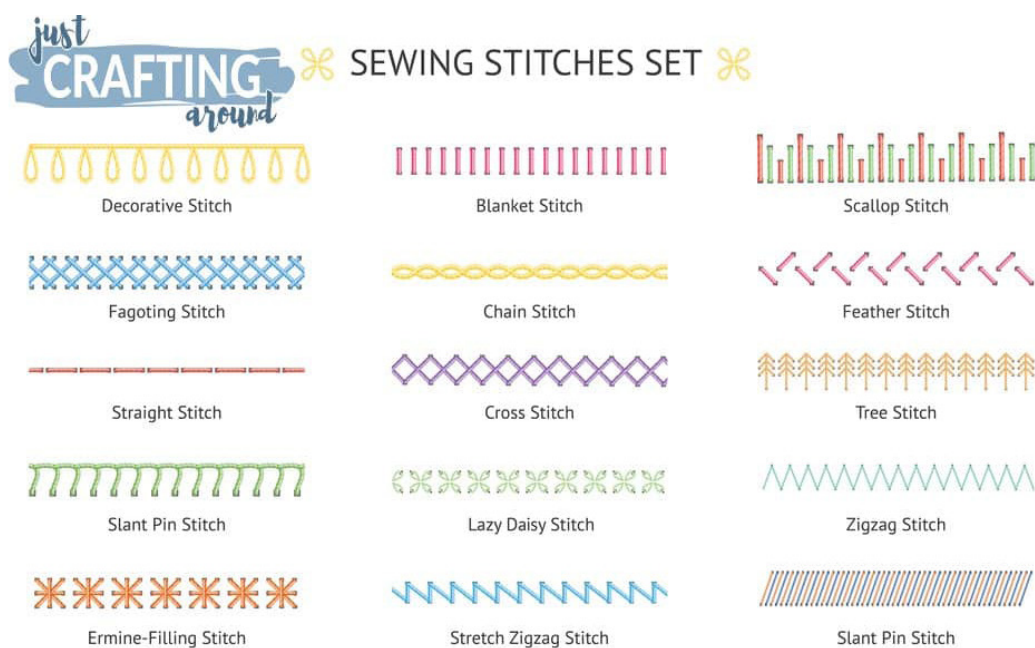 just
CRAFTING
around
SEWING STITCHES SET
Decorative Stitch
Blanket Stitch
Scallop Stitch
Fagoting Stitch
Chain Stitch
Feather Stitch
Straight Stitch
Cross Stitch
Tree Stitch
Slant Pin Stitch
Lazy Daisy Stitch
Zigzag Stitch
Ermine-Filling Stitch
Stretch Zigzag Stitch
Slant Pin Stitch